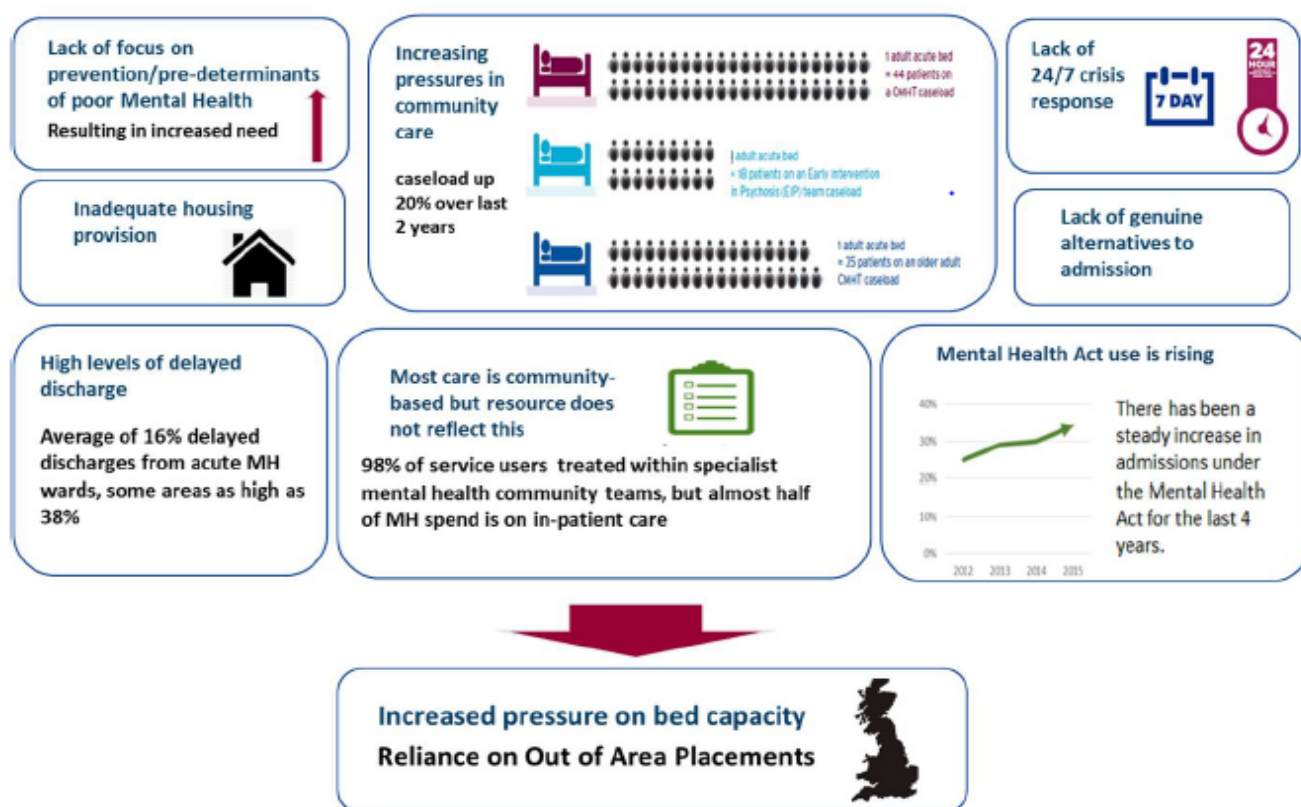 Lack of focus on
prevention/pre-determinants
of poor Mental Health
Resulting in increased need
Inadequate housing
provision
Increasing
pressures in
community
care
caseload up
20% over last
2 years
1 adult acute bed
= 44 patients on
a CMHT caseload
adult acute bed
= 18 patients on an Early Intervention
in Psychosis (EIP) team caseload
1 adult acute bed
= 35 patients on an older adult
CMHT caseload
Lack of
24/7 crisis
response
7 DAY
24
HOUR
Lack of genuine
alternatives to
admission
High levels of delayed
discharge
Average of 16% delayed
discharges from acute MH
wards, some areas as high as
38%
Most care is community-
based but resource does
not reflect this
98% of service users treated within specialist
mental health community teams, but almost half
of MH spend is on in-patient care
Mental Health Act use is rising
40%
30%
20%
10%
0%
2012 2013 2014 2015
There has been a
steady increase in
admissions under
the Mental Health
Act for the last 4
years.
Increased pressure on bed capacity
Reliance on Out of Area Placements